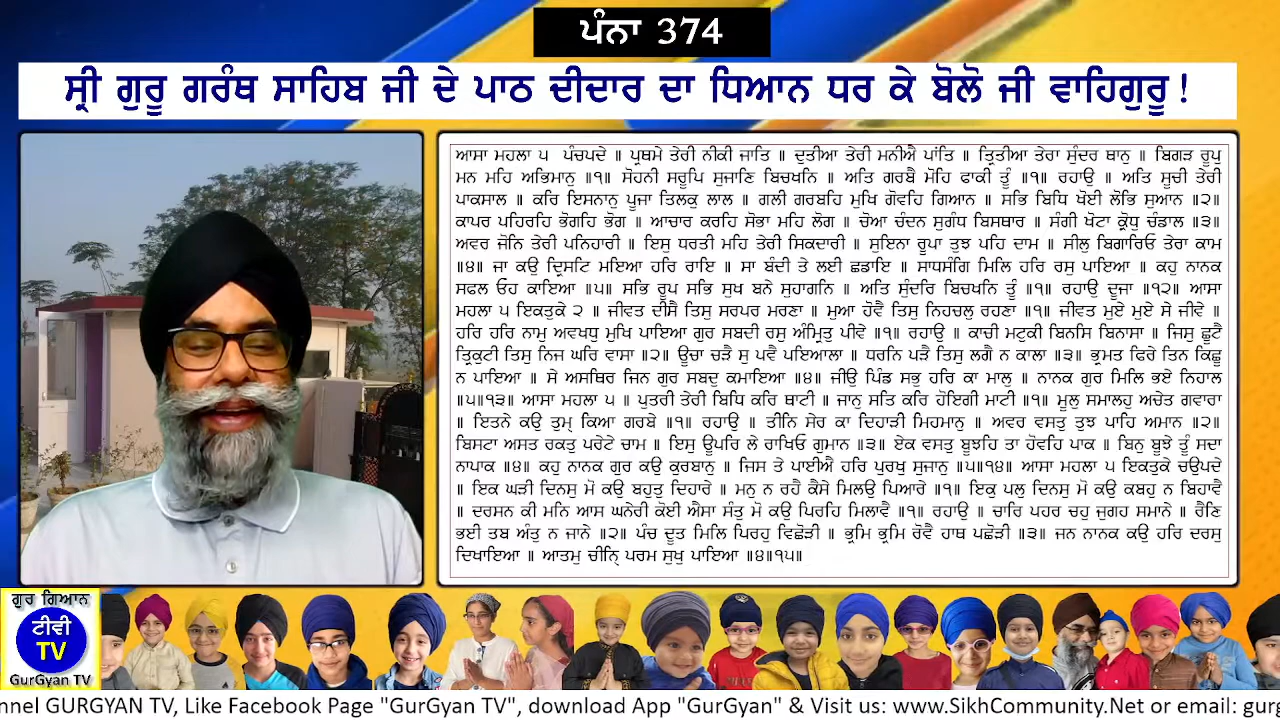 ਪੰਨਾ 374
ਸ੍ਰੀ ਗੁਰੂ ਗਰੰਥ ਸਾਹਿਬ ਜੀ ਦੇ ਪਾਠ ਦੀਦਾਰ ਦਾ ਧਿਆਨ ਧਰ ਕੇ ਬੋਲੋ ਜੀ ਵਾਹਿਗੁਰੂ!
ਆਸਾ ਮਹਲਾ ੫ ਪੰਚਪਦੇ ॥ ਪ੍ਰਥਮੇ ਤੇਰੀ ਨੀਕੀ ਜਾਤਿ ॥ ਦੁਤੀਆ ਤੇਰੀ ਮਨੀਐ ਪਾਂਤਿ ॥ ਤ੍ਰਿਤੀਆ ਤੇਰਾ ਸੁੰਦਰ ਥਾਨੁ ॥ ਬਿਗੜ ਰੂਪੁ
ਮਨ ਮਹਿ ਅਭਿਮਾਨੁ ॥੧॥ ਸੋਹਨੀ ਸਰੂਪਿ ਸੁਜਾਣਿ ਬਿਚਖਨਿ ॥ ਅਤਿ ਗਰਬੈ ਮੋਹਿ ਫਾਕੀ ਤੂੰ ॥੧॥ ਰਹਾਉ ॥ ਅਤਿ ਸੂਚੀ ਤੇਰੀ
ਪਾਕਸਾਲ ॥ ਕਰਿ ਇਸਨਾਨੁ ਪੂਜਾ ਤਿਲਕੁ ਲਾਲ ॥ ਗਲੀ ਗਰਬਹਿ ਮੁਖਿ ਗੋਵਹਿ ਗਿਆਨ ॥ ਸਭਿ ਬਿਧਿ ਖੋਈ ਲੋਭਿ ਸੁਆਨ ॥੨॥
ਕਾਪਰ ਪਹਿਰਹਿ ਭੋਗਹਿ ਭੋਗ ॥ ਆਚਾਰ ਕਰਹਿ ਸੋਭਾ ਮਹਿ ਲੋਗ ॥ ਚੋਆ ਚੰਦਨ ਸੁਗੰਧ ਬਿਸਥਾਰ ॥ ਸੰਗੀ ਖੋਟਾ ਕ੍ਰੋਧੁ ਚੰਡਾਲ ॥੩॥
ਅਵਰ ਜੋਨਿ ਤੇਰੀ ਪਨਿਹਾਰੀ ॥ ਇਸੁ ਧਰਤੀ ਮਹਿ ਤੇਰੀ ਸਿਕਦਾਰੀ ॥ ਸੁਇਨਾ ਰੂਪਾ ਤੁਝ ਪਹਿ ਦਾਮ ॥ ਸੀਲੁ ਬਿਗਾਰਿਓ ਤੇਰਾ ਕਾਮ
॥੪॥ ਜਾ ਕਉ ਦ੍ਰਿਸਟਿ ਮਇਆ ਹਰਿ ਰਾਇ ॥ ਸਾ ਬੰਦੀ ਤੇ ਲਈ ਛਡਾਇ ॥ ਸਾਧਸੰਗਿ ਮਿਲਿ ਹਰਿ ਰਸੁ ਪਾਇਆ ॥ ਕਹੁ ਨਾਨਕ
ਸਫਲ ਓਹ ਕਾਇਆ ॥੫॥ ਸਭਿ ਰੂਪ ਸਭਿ ਸੁਖ ਬਨੇ ਸੁਹਾਗਨਿ ॥ ਅਤਿ ਸੁੰਦਰਿ ਬਿਚਖਨਿ ਤੂੰ ॥੧॥ ਰਹਾਉ ਦੂਜਾ ॥੧੨॥ ਆਸਾ
ਮਹਲਾ ੫ ਇਕਤੁਕੇ ੨ ॥ ਜੀਵਤ ਦੀਸੈ ਤਿਸੁ ਸਰਪਰ ਮਰਣਾ ॥ ਮੁਆ ਹੋਵੈ ਤਿਸੁ ਨਿਹਚਲੁ ਰਹਣਾ ॥੧॥ ਜੀਵਤ ਮੁਏ ਮੁਏ ਸੇ ਜੀਵੇ ॥
ਹਰਿ ਹਰਿ ਨਾਮੁ ਅਵਖਧੁ ਮੁਖਿ ਪਾਇਆ ਗੁਰ ਸਬਦੀ ਰਸੁ ਅੰਮ੍ਰਿਤੁ ਪੀਵੇ ॥੧॥ ਰਹਾਉ ॥ ਕਾਚੀ ਮਟੁਕੀ ਬਿਨਸਿ ਬਿਨਾਸਾ ॥ ਜਿਸੁ ਛੂਟੈ
ਤ੍ਰਿਕੁਟੀ ਤਿਸੁ ਨਿਜ ਘਰਿ ਵਾਸਾ ॥੨॥ ਊਚਾ ਚੜੈ ਸੁ ਪਵੈ ਪਇਆਲਾ ॥ ਧਰਨਿ ਪੜੈ ਤਿਸੁ ਲਗੈ ਨ ਕਾਲਾ ॥੩॥ ਭ੍ਰਮਤ ਫਿਰੇ ਤਿਨ ਕਿਛੂ
ਨ ਪਾਇਆ ॥ ਸੇ ਅਸਥਿਰ ਜਿਨ ਗੁਰ ਸਬਦੁ ਕਮਾਇਆ ॥੪॥ ਜੀਉ ਪਿੰਡ ਸਭੁ ਹਰਿ ਕਾ ਮਾਲੁ ॥ ਨਾਨਕ ਗੁਰ ਮਿਲਿ ਭਏ ਨਿਹਾਲ
॥੫॥੧੩॥ ਆਸਾ ਮਹਲਾ ੫ ॥ ਪੁਤਰੀ ਤੇਰੀ ਬਿਧਿ ਕਰਿ ਥਾਟੀ ॥ ਜਾਨੁ ਸਤਿ ਕਰਿ ਹੋਇਗੀ ਮਾਟੀ ॥੧॥ ਮੂਲੁ ਸਮਾਲਹੁ ਅਚੇਤ ਗਵਾਰਾ
॥ ਇਤਨੇ ਕਉ ਤੁਮ੍ ਕਿਆ ਗਰਬੇ ॥੧॥ ਰਹਾਉ ॥ ਤੀਨਿ ਸੇਰ ਕਾ ਦਿਹਾੜੀ ਮਿਹਮਾਨੁ ॥ ਅਵਰ ਵਸਤੁ ਤੁਝ ਪਾਹਿ ਅਮਾਨ ॥੨॥
ਬਿਸਟਾ ਅਸਤ ਰਕਤੁ ਪਰੇਟੇ ਚਾਮ ॥ ਇਸੁ ਊਪਰਿ ਲੇ ਰਾਖਿਓ ਗੁਮਾਨ ॥੩॥ ਏਕ ਵਸਤੁ ਬੂਝਹਿ ਤਾ ਹੋਵਹਿ ਪਾਕ ॥ ਬਿਨੁ ਬੂਝੇ ਤੂੰ ਸਦਾ
ਨਾਪਾਕ ॥੪॥ ਕਹੁ ਨਾਨਕ ਗੁਰ ਕਉ ਕੁਰਬਾਨੁ ॥ ਜਿਸ ਤੇ ਪਾਈਐ ਹਰਿ ਪੁਰਖੁ ਸੁਜਾਨੁ ॥੫॥੧੪॥ ਆਸਾ ਮਹਲਾ ੫ ਇਕਤੁਕੇ ਚਉਪਦੇ
॥ ਇਕ ਘੜੀ ਦਿਨਸੁ ਮੋ ਕਉ ਬਹੁਤੁ ਦਿਹਾਰੇ ॥ ਮਨੁ ਨ ਰਹੈ ਕੈਸੇ ਮਿਲਉ ਪਿਆਰੇ ॥੧॥ ਇਕੁ ਪਲੁ ਦਿਨਸੁ ਮੋ ਕਉ ਕਬਹੁ ਨ ਬਿਹਾਵੈ
॥ ਦਰਸਨ ਕੀ ਮਨਿ ਆਸ ਘਨੇਰੀ ਕੋਈ ਐਸਾ ਸੰਤੁ ਮੋ ਕਉ ਪਿਰਹਿ ਮਿਲਾਵੈ ॥੧॥ ਰਹਾਉ ॥ ਚਾਰਿ ਪਹਰ ਚਹੁ ਜੁਗਹ ਸਮਾਨੇ ॥ ਰੈਣਿ
ਭਈ ਤਬ ਅੰਤੁ ਨ ਜਾਨੇ ॥੨॥ ਪੰਚ ਦੂਤ ਮਿਲਿ ਪਿਰਹੁ ਵਿਛੋੜੀ ॥ ਭ੍ਰਮਿ ਭ੍ਰਮਿ ਰੋਵੈ ਹਾਥ ਪਛੋੜੀ ॥੩॥ ਜਨ ਨਾਨਕ ਕਉ ਹਰਿ ਦਰਸੁ
ਦਿਖਾਇਆ ॥ ਆਤਮੁ ਚੀਨਿ੍ ਪਰਮ ਸੁਖੁ ਪਾਇਆ ॥੪॥੧੫॥
ਗੁਰ ਗਿਆਨ
ਟੀਵੀ
TV
GurGyan TV
nnel GURGYAN TV, Like Facebook Page "GurGyan TV", download App "GurGyan" & Visit us: www.SikhCommunity.Net or email: gurg